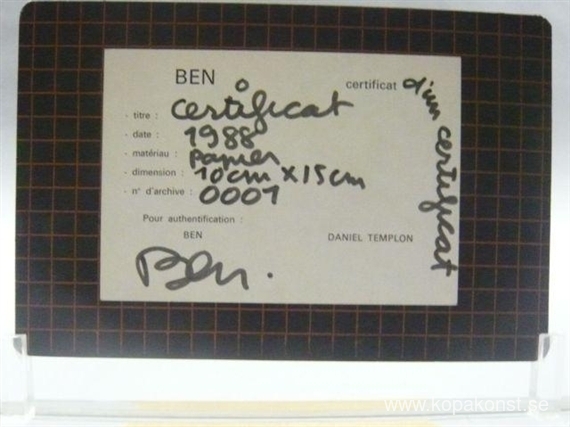 BEN
certificat d'un certificat
- titre : certificat
- date : 1988
- matériau : papier
- dimension : 10cm x 15cm
- n° d'archive : 0001
Pour authentification :
BEN DANIEL TEMPLON
Ben.
www.kopakonst.se